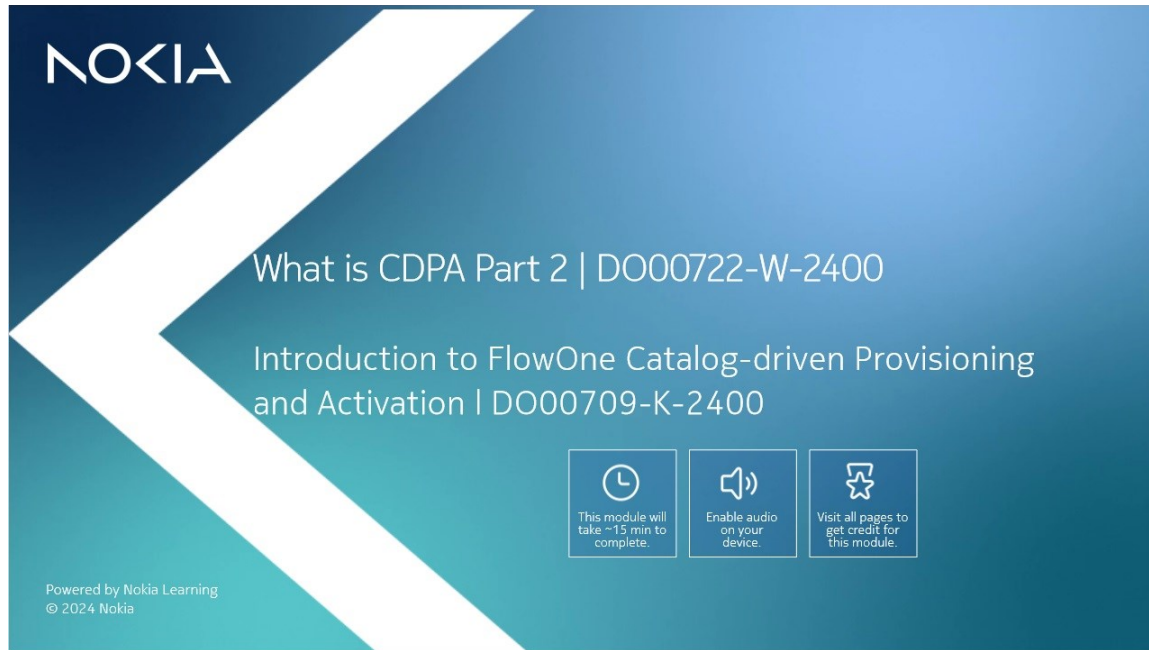 NOKIA
What is CDPA Part 2 | DO00722-W-2400
Introduction to FlowOne Catalog-driven Provisioning
and Activation | DO00709-K-2400
This module will
take ~15 min to
complete.
Enable audio
on your
device.
Visit all pages to
get credit for
this module.
Powered by Nokia Learning
© 2024 Nokia